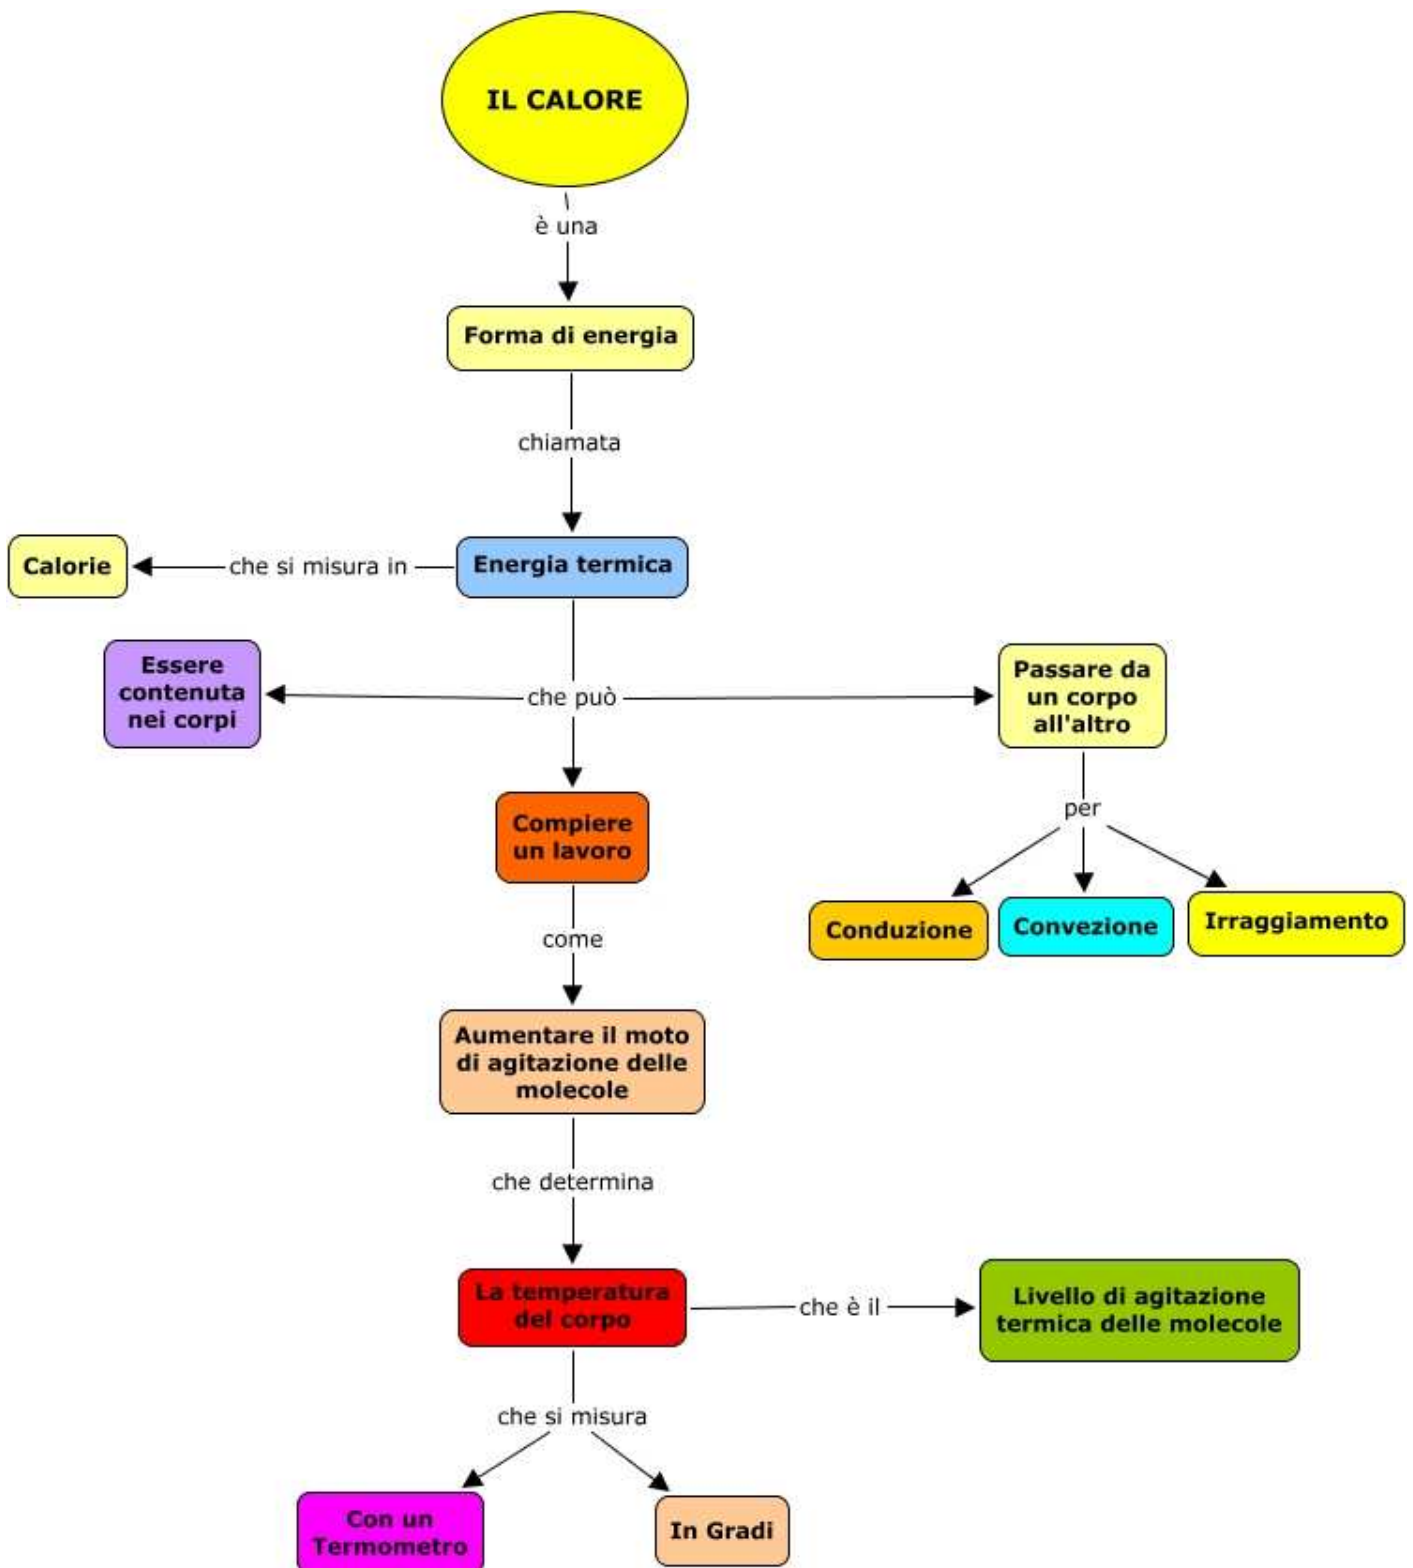 IL CALORE
è una
Forma di energia
chiamata
Calorie
che si misura in
Energia termica
Essere
contenuta
nei corpi
che può
Passare da
un corpo
all'altro
Compiere
un lavoro
per
Conduzione
Convezione
Irraggiamento
come
Aumentare il moto
di agitazione delle
molecole
che determina
La temperatura
del corpo
che è il
Livello di agitazione
termica delle molecole
che si misura
Con un
Termometro
In Gradi